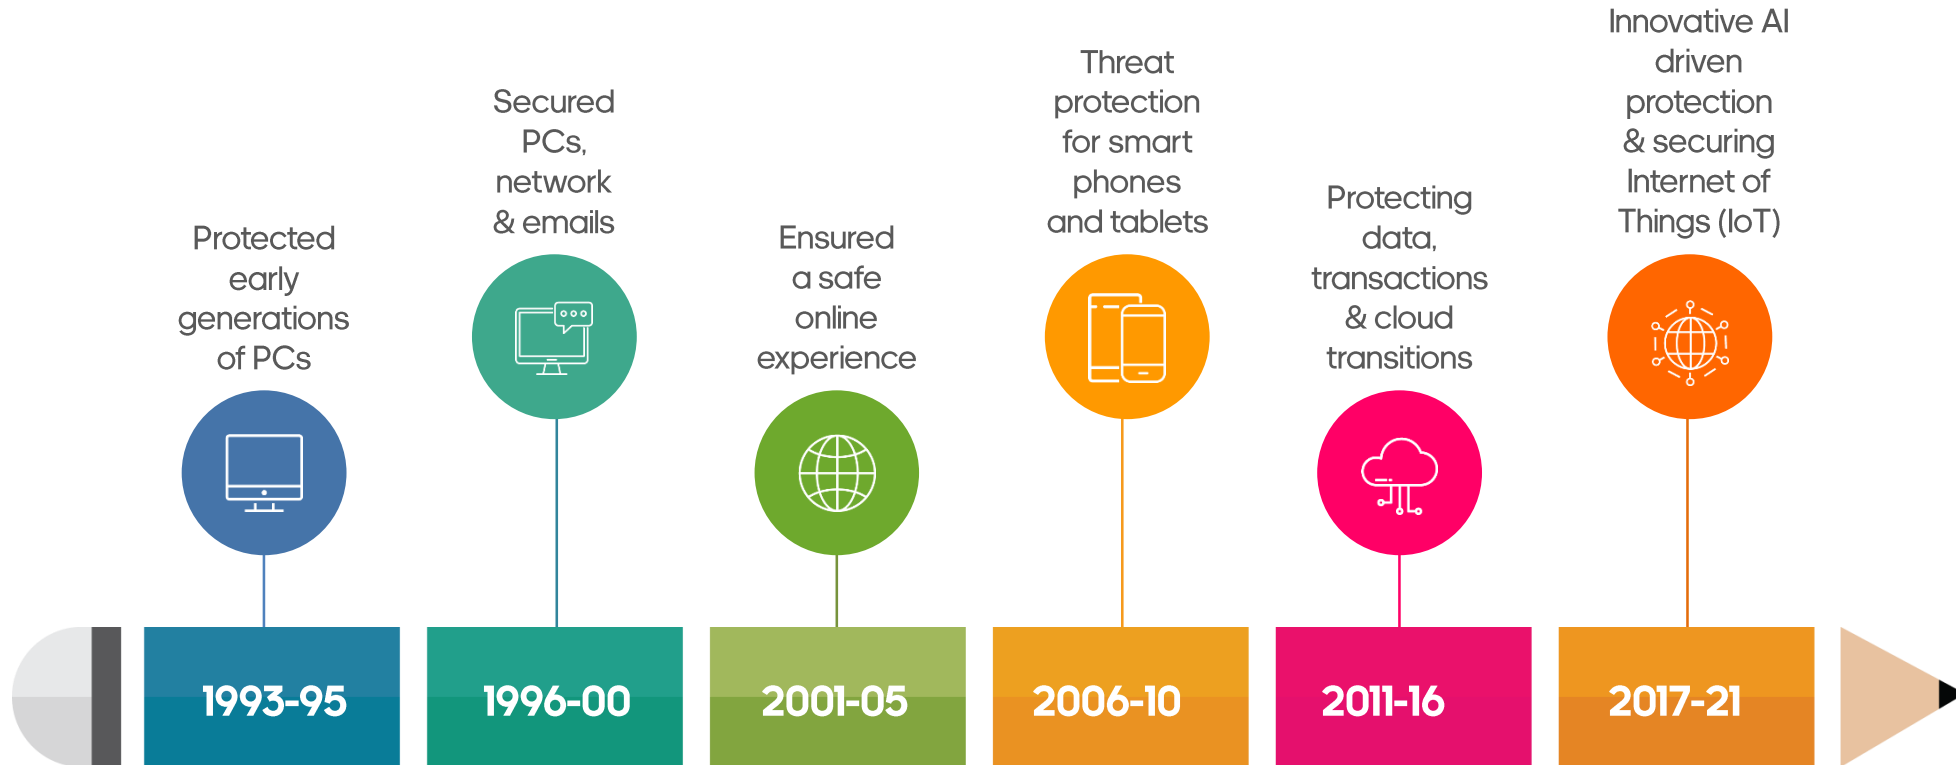 Protected
early
generations
of PCs
1993-95
Secured
PCs,
network
& emails
1996-00
Ensured
a safe
online
experience
2001-05
Threat
protection
for smart
phones
and tablets
2006-10
Protecting
data,
transactions
& cloud
transitions
2011-16
Innovative AI
driven
protection
& securing
Internet of
Things (IoT)
2017-21